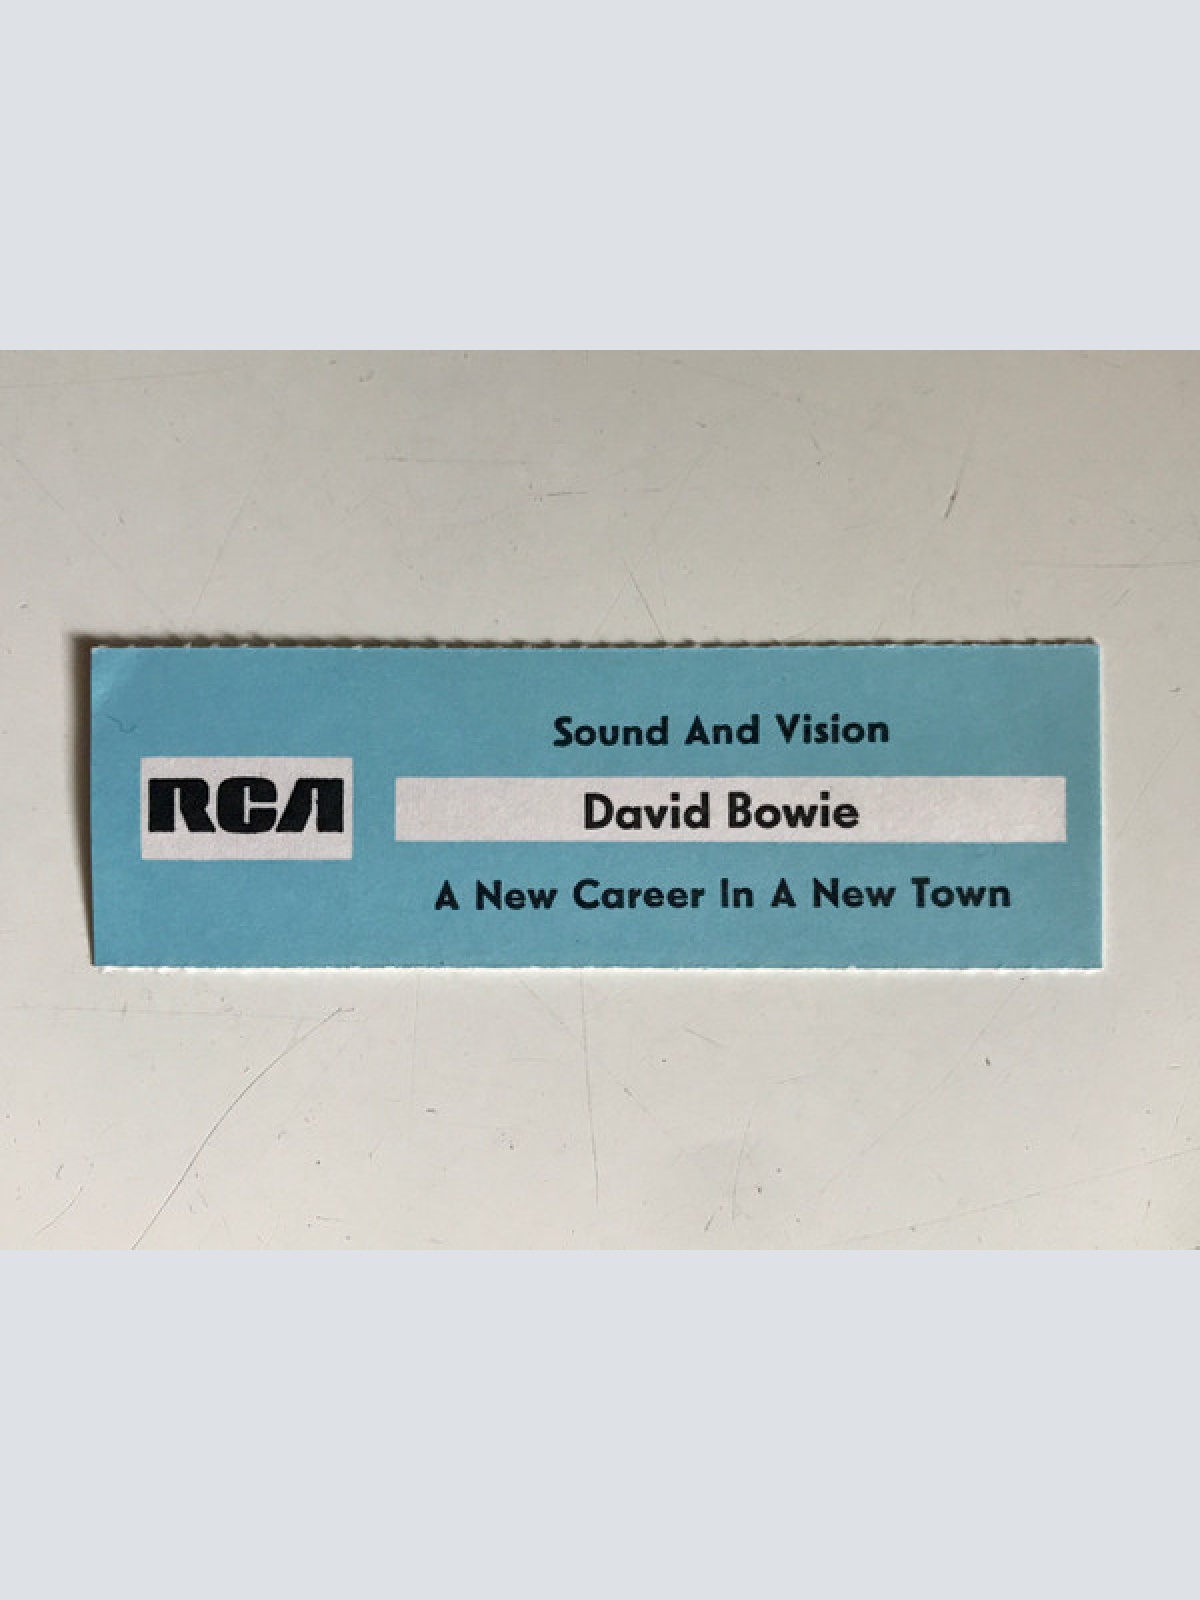 Sound And Vision
RCA
David Bowie
A New Career In A New Town